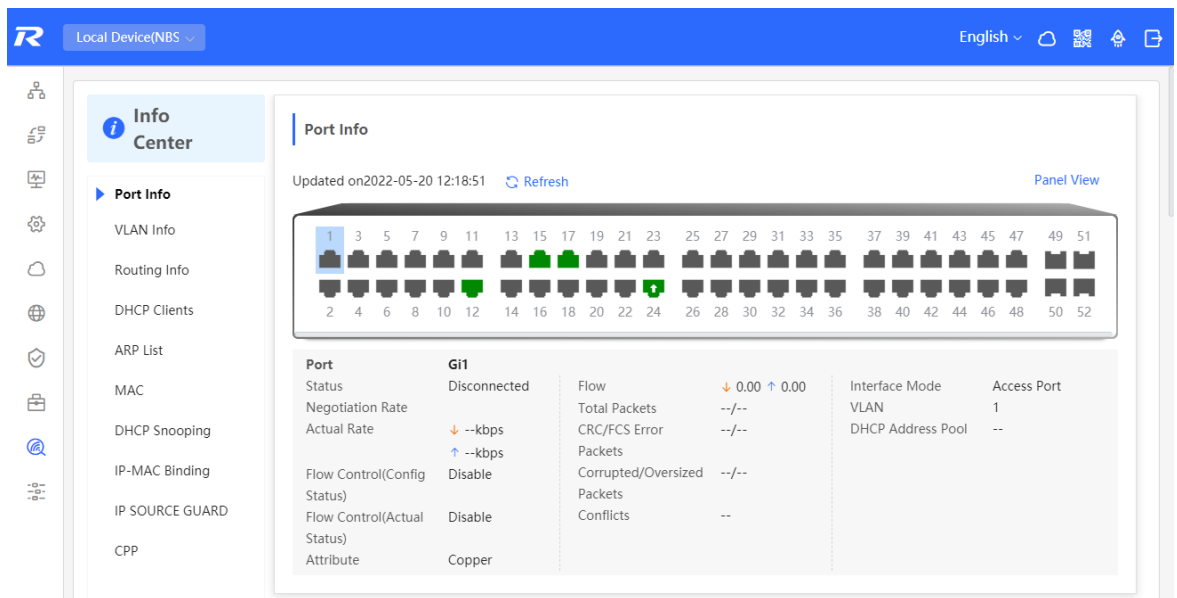 Local Device(NBS
English
Info
Center
Port Info
VLAN Info
Routing Info
DHCP Clients
ARP List
MAC
DHCP Snooping
IP-MAC Binding
IP SOURCE GUARD
CPP
Port Info
Updated on2022-05-20 12:18:51 Refresh Panel View
1 3 5 7 9 11 13 15 17 19 21 23 25 27 29 31 33 35 37 39 41 43 45 47 49 51
2 4 6 8 10 12 14 16 18 20 22 24 26 28 30 32 34 36 38 40 42 44 46 48 50 52
Port Gi1
Status Disconnected
Negotiation Rate
Actual Rate ↓ --kbps
↑ --kbps
Flow Control(Config
Status) Disable
Flow Control(Actual
Status) Disable
Attribute Copper
Flow ↓ 0.00 ↑ 0.00
Total Packets --/--
CRC/FCS Error
Packets --/--
Corrupted/Oversized
Packets --/--
Conflicts --
Interface Mode Access Port
VLAN 1
DHCP Address Pool --